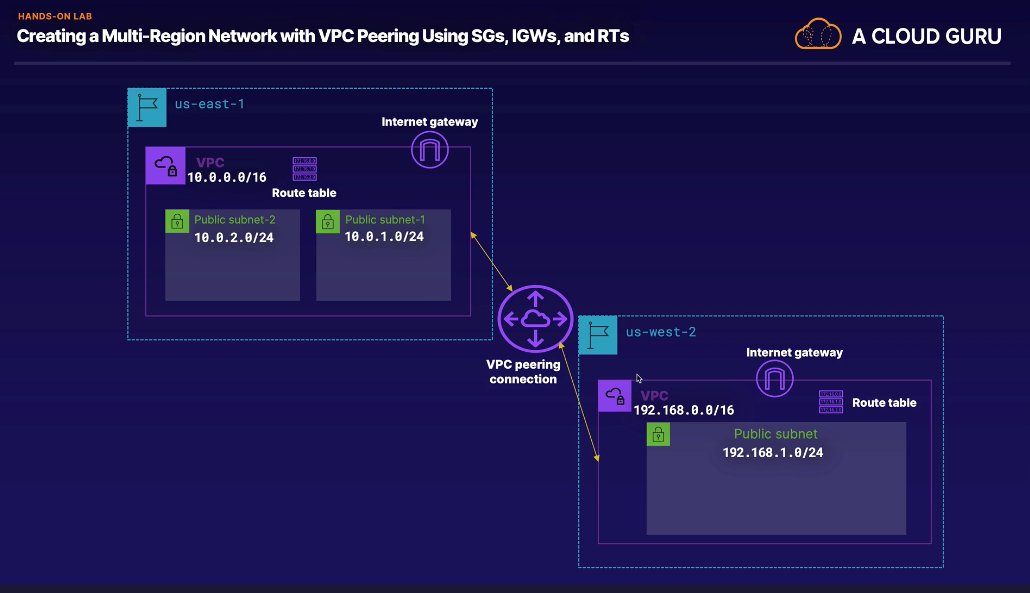 HANDS-ON LAB
Creating a Multi-Region Network with VPC Peering Using SGs, IGWs, and RTs
A CLOUD GURU
us-east-1
Internet gateway
VPC
10.0.0.0/16
Route table
Public subnet-2
10.0.2.0/24
Public subnet-1
10.0.1.0/24
VPC peering
connection
us-west-2
Internet gateway
VPC
192.168.0.0/16
Route table
Public subnet
192.168.1.0/24